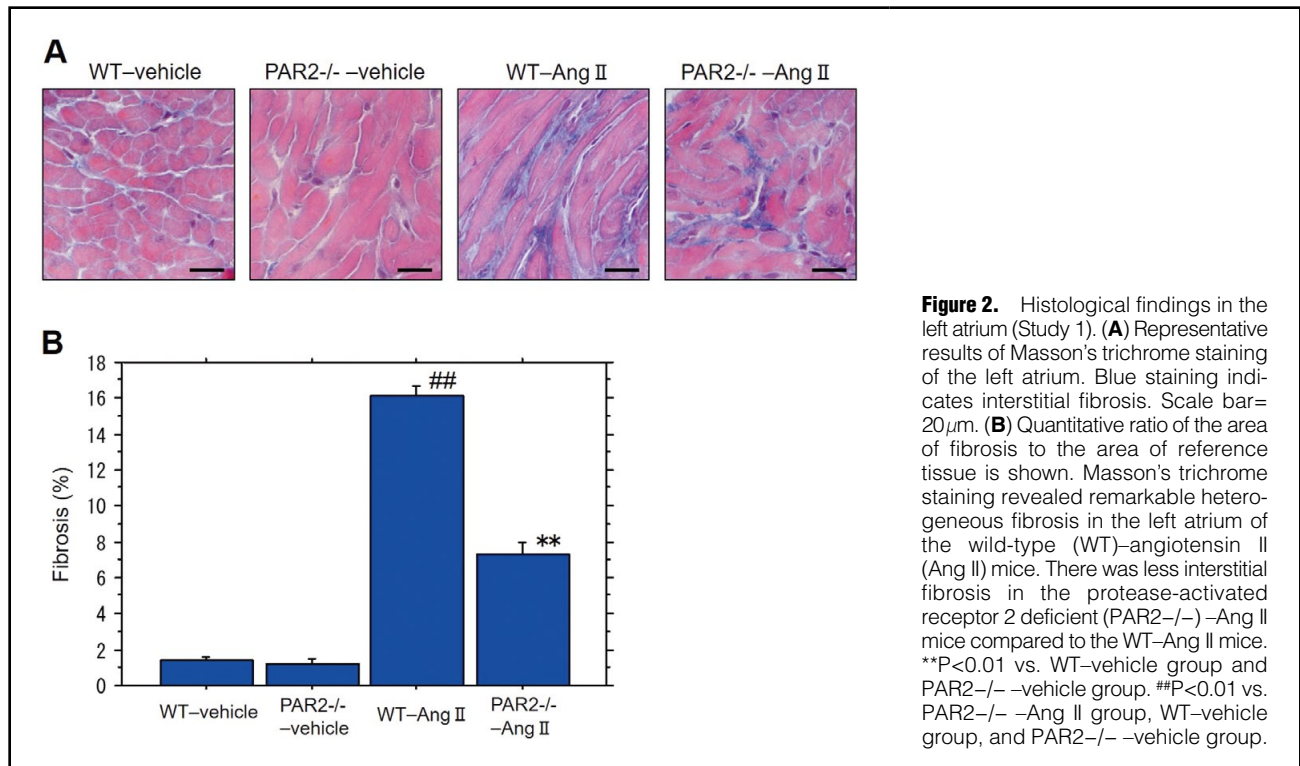 A
WT–vehicle PAR2-/- –vehicle WT–Ang II PAR2-/- –Ang II
B
18
16
14
12
10
8
6
4
2
0
Fibrosis (%)
##
**
WT–vehicle
PAR2-/-
–vehicle
WT–Ang II
PAR2-/-
–Ang II
Figure 2. Histological findings in the
left atrium (Study 1). (A) Representative
results of Masson's trichrome staining
of the left atrium. Blue staining indi-
cates interstitial fibrosis. Scale bar=
20μm. (B) Quantitative ratio of the area
of fibrosis to the area of reference
tissue is shown. Masson's trichrome
staining revealed remarkable hetero-
geneous fibrosis in the left atrium of
the wild-type (WT)–angiotensin II
(Ang II) mice. There was less interstitial
fibrosis in the protease-activated
receptor 2 deficient (PAR2–/–) –Ang II
mice compared to the WT–Ang II mice.
**P<0.01 vs. WT–vehicle group and
PAR2–/– –vehicle group. ##P<0.01 vs.
PAR2–/– –Ang II group, WT–vehicle
group, and PAR2–/– –vehicle group.